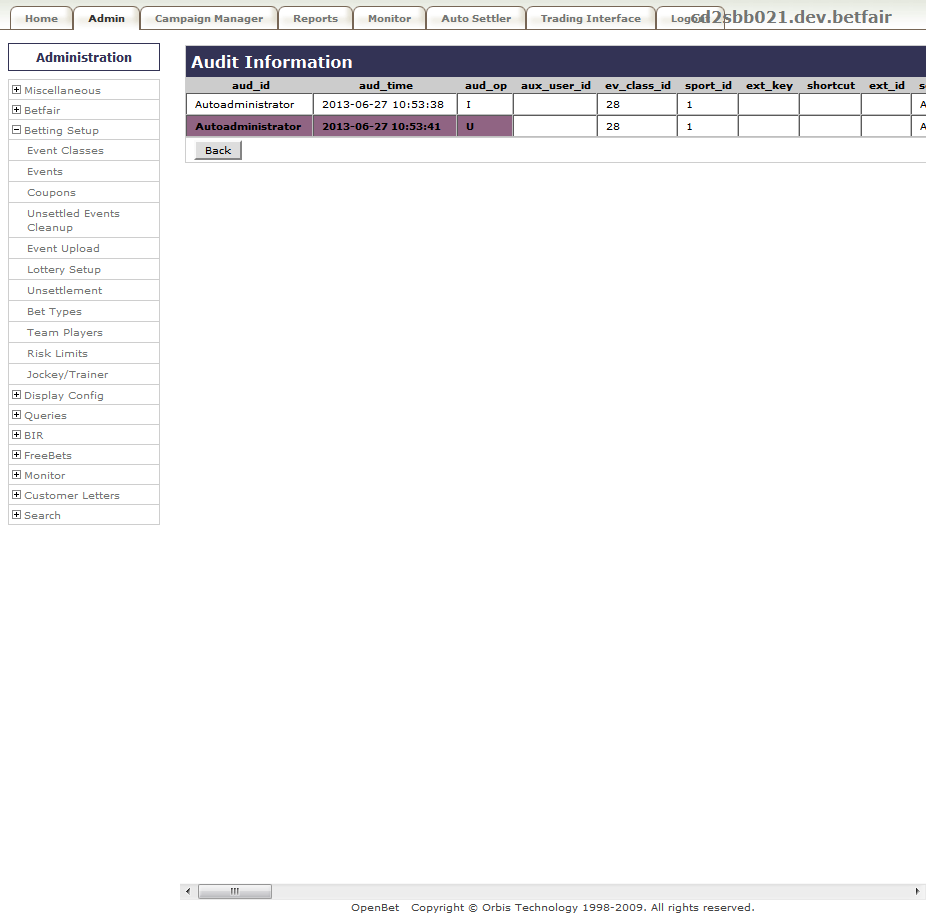 Home Admin Campaign Manager Reports Monitor Auto Settler Trading Interface cd2sbb021.dev.betfair
Administration
Miscellaneous
Betfair
Betting Setup
Event Classes
Events
Coupons
Unsettled Events
Cleanup
Event Upload
Lottery Setup
Unsettlement
Bet Types
Team Players
Risk Limits
Jockey/Trainer
Display Config
Queries
BIR
FreeBets
Monitor
Customer Letters
Search
Audit Information
aud_id aud_time aud_op aux_user_id ev_class_id sport_id ext_key shortcut ext_id
Autoadministrator 2013-06-27 10:53:38 I 28 1 A
Autoadministrator 2013-06-27 10:53:41 U 28 1 A
Back
OpenBet Copyright © Orbis Technology 1998-2009. All rights reserved.